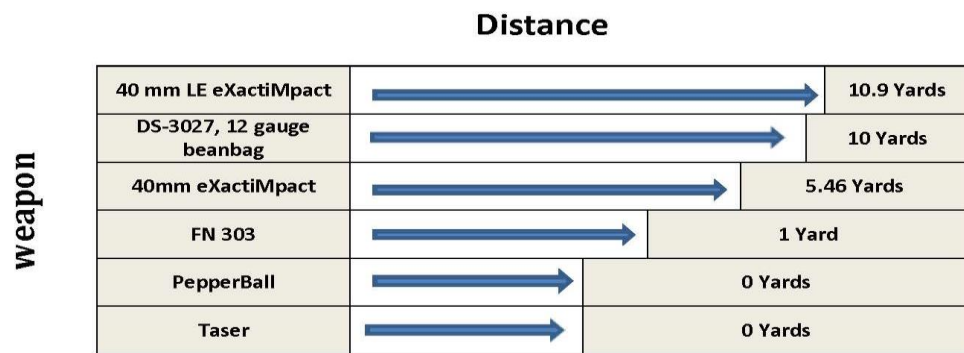 Distance
weapon
40 mm LE eXactiMpact
10.9 Yards
DS-3027, 12 gauge
beanbag
10 Yards
40mm eXactiMpact
5.46 Yards
FN 303
1 Yard
PepperBall
0 Yards
Taser
0 Yards